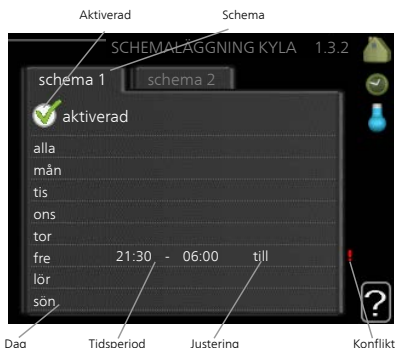 Aktiverad Schema
SCHEMALÄGGNING KYLA 1.3.2
schema 1 schema 2
aktiverad
alla
mån
tis
ons
tor
fre 21:30 - 06:00 till !
lör
sön ?
Dag Tidsperiod Justering Konflikt